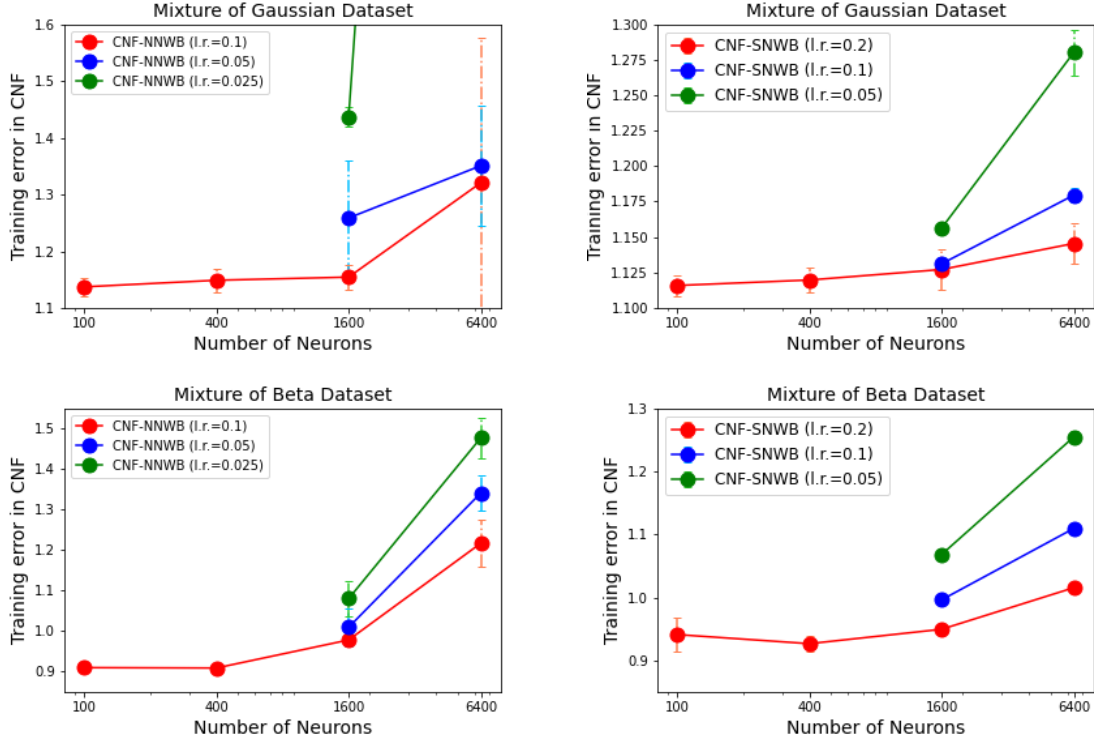 Mixture of Gaussian Dataset
1.6
1.5
1.4
1.3
1.2
1.1
Training error in CNF
CNF-NNWB (l.r.=0.1)
CNF-NNWB (l.r.=0.05)
CNF-NNWB (l.r.=0.025)
100 400 1600 6400
Number of Neurons
Mixture of Gaussian Dataset
1.300
1.275
1.250
1.225
1.200
1.175
1.150
1.125
1.100
Training error in CNF
CNF-SNWB (l.r.=0.2)
CNF-SNWB (l.r.=0.1)
CNF-SNWB (l.r.=0.05)
100 400 1600 6400
Number of Neurons
Mixture of Beta Dataset
1.5
1.4
1.3
1.2
1.1
1.0
0.9
Training error in CNF
CNF-NNWB (l.r.=0.1)
CNF-NNWB (l.r.=0.05)
CNF-NNWB (l.r.=0.025)
100 400 1600 6400
Number of Neurons
Mixture of Beta Dataset
1.3
1.2
1.1
1.0
0.9
Training error in CNF
CNF-SNWB (l.r.=0.2)
CNF-SNWB (l.r.=0.1)
CNF-SNWB (l.r.=0.05)
100 400 1600 6400
Number of Neurons